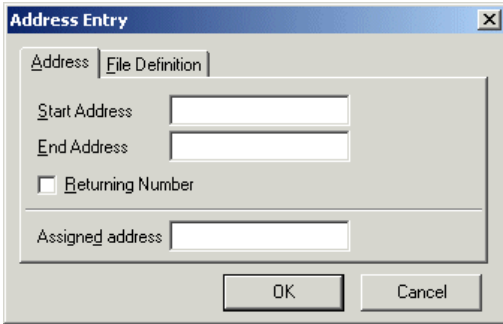 Address Entry
Address File Definition
Start Address
End Address
Returning Number
Assigned address
OK Cancel